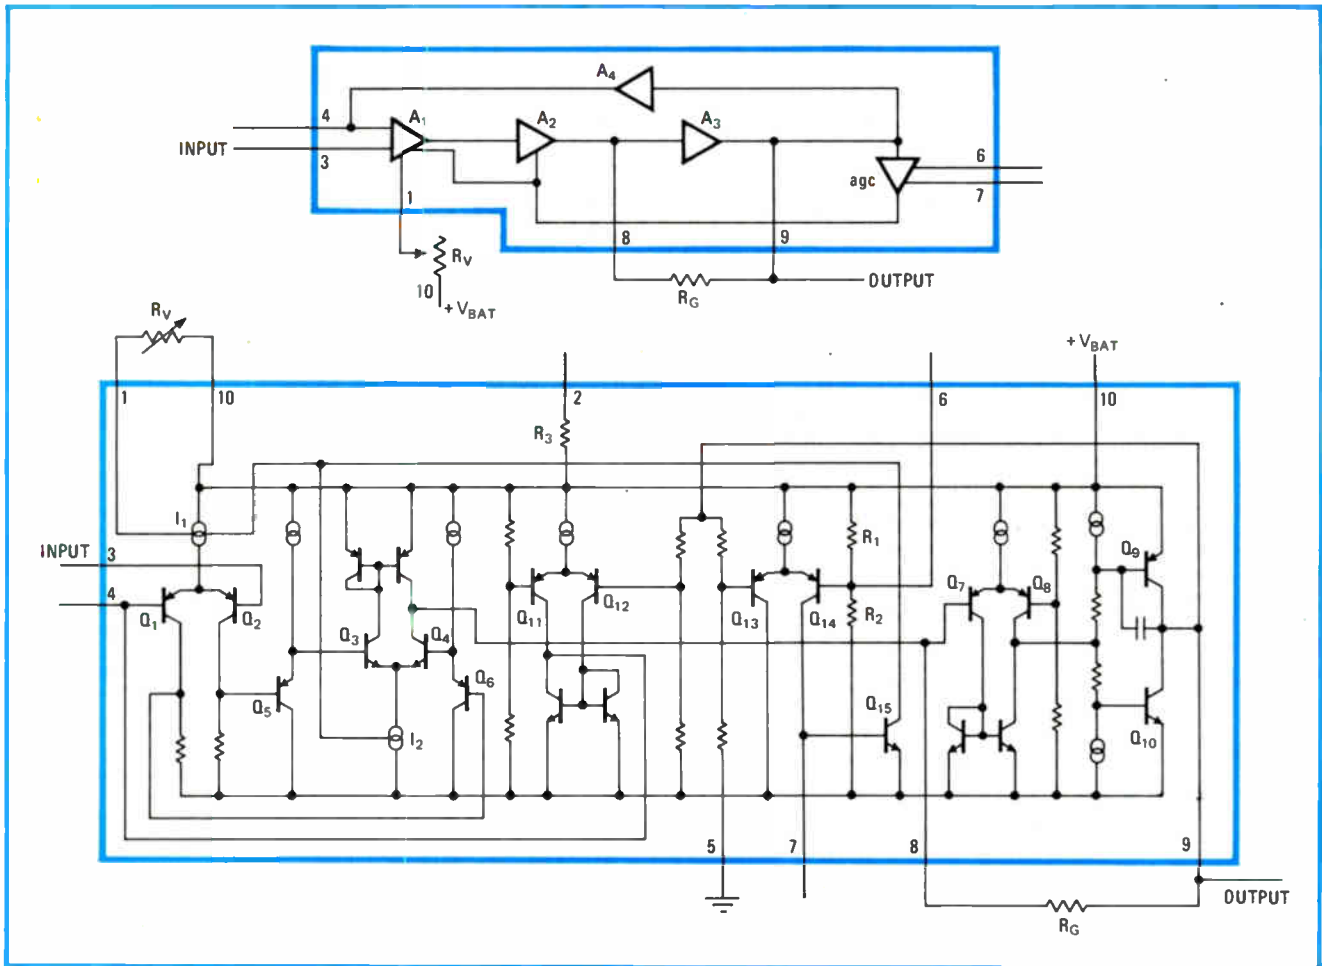 A4
4 A1 A2 A3
INPUT
3
agc 6
7
1
8 9
RV
10
+VBAT
RG OUTPUT
RV
+VBAT
1 10 2 6 10
R3
I1 R1
INPUT 3 Q9
4
Q1 Q2 Q11 Q12 Q13 Q14 R2 Q7 Q8
Q3 Q4
Q5 Q6
Q15
I2 Q10
5 7 8 9
OUTPUT
RG